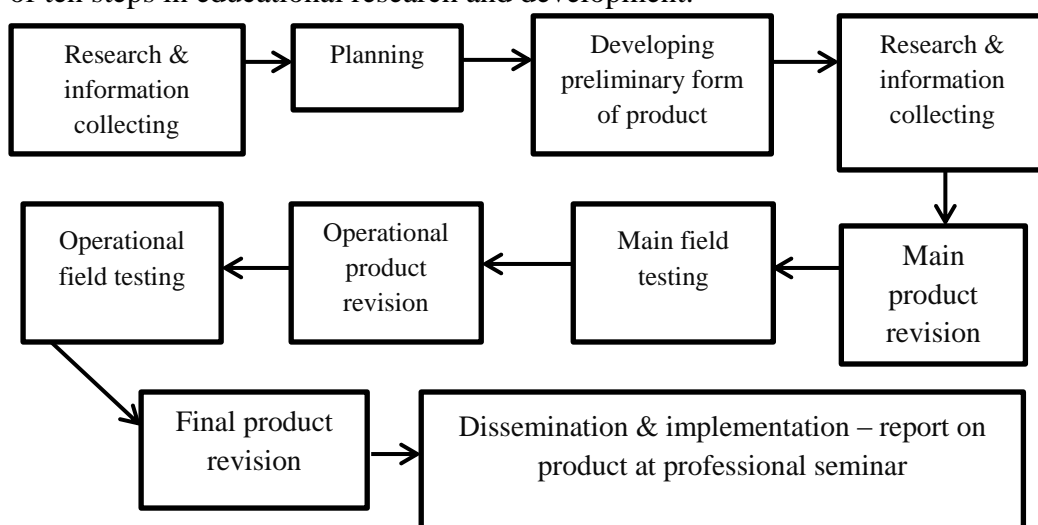 of ten steps in educational research and development.
Research &
information
collecting
Planning
Developing
preliminary form
of product
Research &
information
collecting
Main
product
revision
Main field
testing
Operational
product
revision
Operational
field testing
Final product
revision
Dissemination & implementation – report on
product at professional seminar